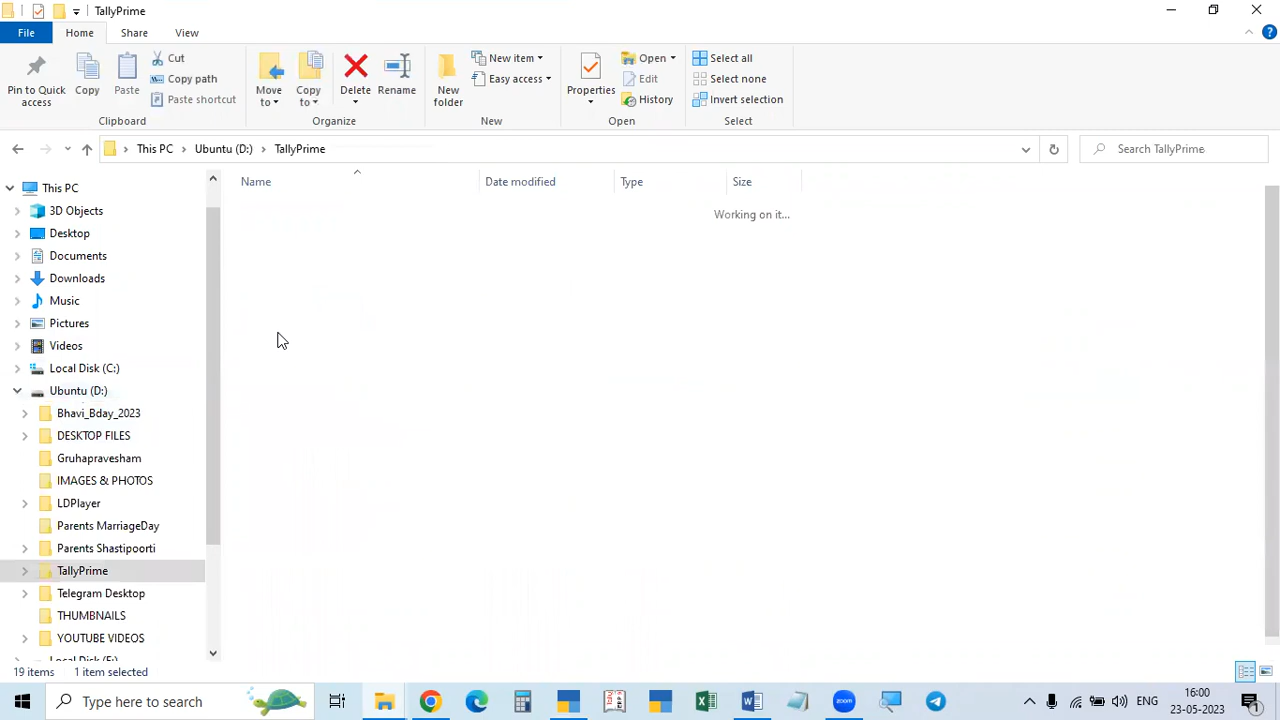 TallyPrime
File Home Share View
Pin to Quick access
Copy
Paste
Cut
Copy path
Paste shortcut
Clipboard
Move to
Copy to
Delete
Rename
Organize
New folder
New item
Easy access
New
Properties
Open
Edit
History
Open
Select all
Select none
Invert selection
Select
This PC Ubuntu (D:) TallyPrime
Search TallyPrime
Name Date modified Type Size
Working on it...
This PC
3D Objects
Desktop
Documents
Downloads
Music
Pictures
Videos
Local Disk (C:)
Ubuntu (D:)
Bhavi_Bday_2023
DESKTOP FILES
Gruhapravesham
IMAGES & PHOTOS
LDPlayer
Parents MarriageDay
Parents Shastipoorti
TallyPrime
Telegram Desktop
THUMBNAILS
YOUTUBE VIDEOS
19 items 1 item selected
Type here to search
zoom
ENG
16:00
23-05-2023
1